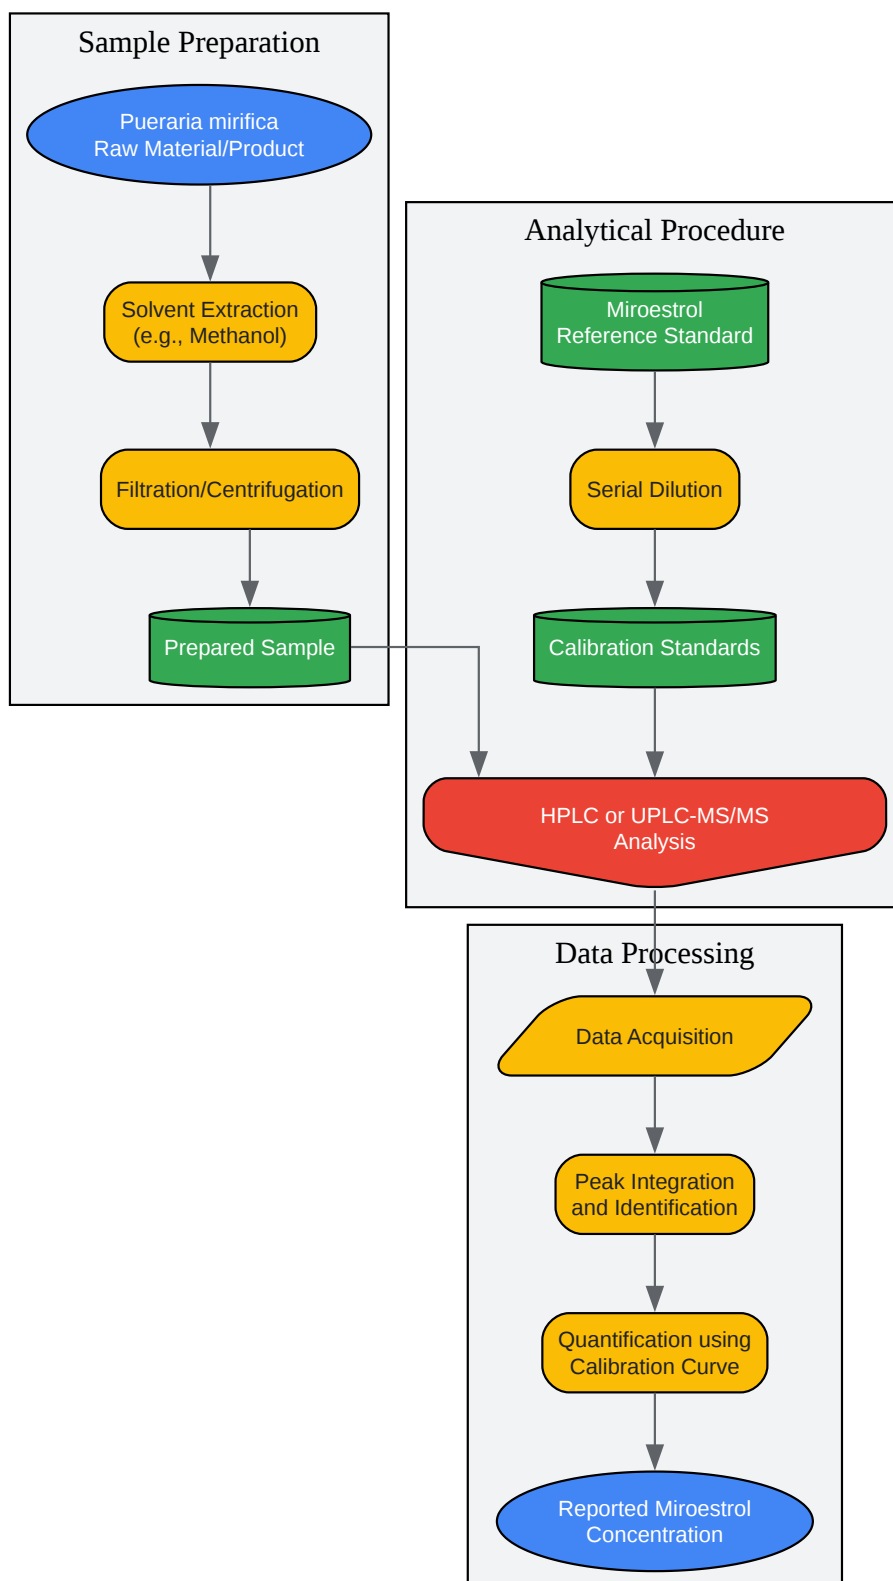 Sample Preparation
Pueraria mirifica
Raw Material/Product
Solvent Extraction
(e.g., Methanol)
Filtration/Centrifugation
Prepared Sample
Analytical Procedure
Miroestrol
Reference Standard
Serial Dilution
Calibration Standards
HPLC or UPLC-MS/MS
Analysis
Data Processing
Data Acquisition
Peak Integration
and Identification
Quantification using
Calibration Curve
Reported Miroestrol
Concentration